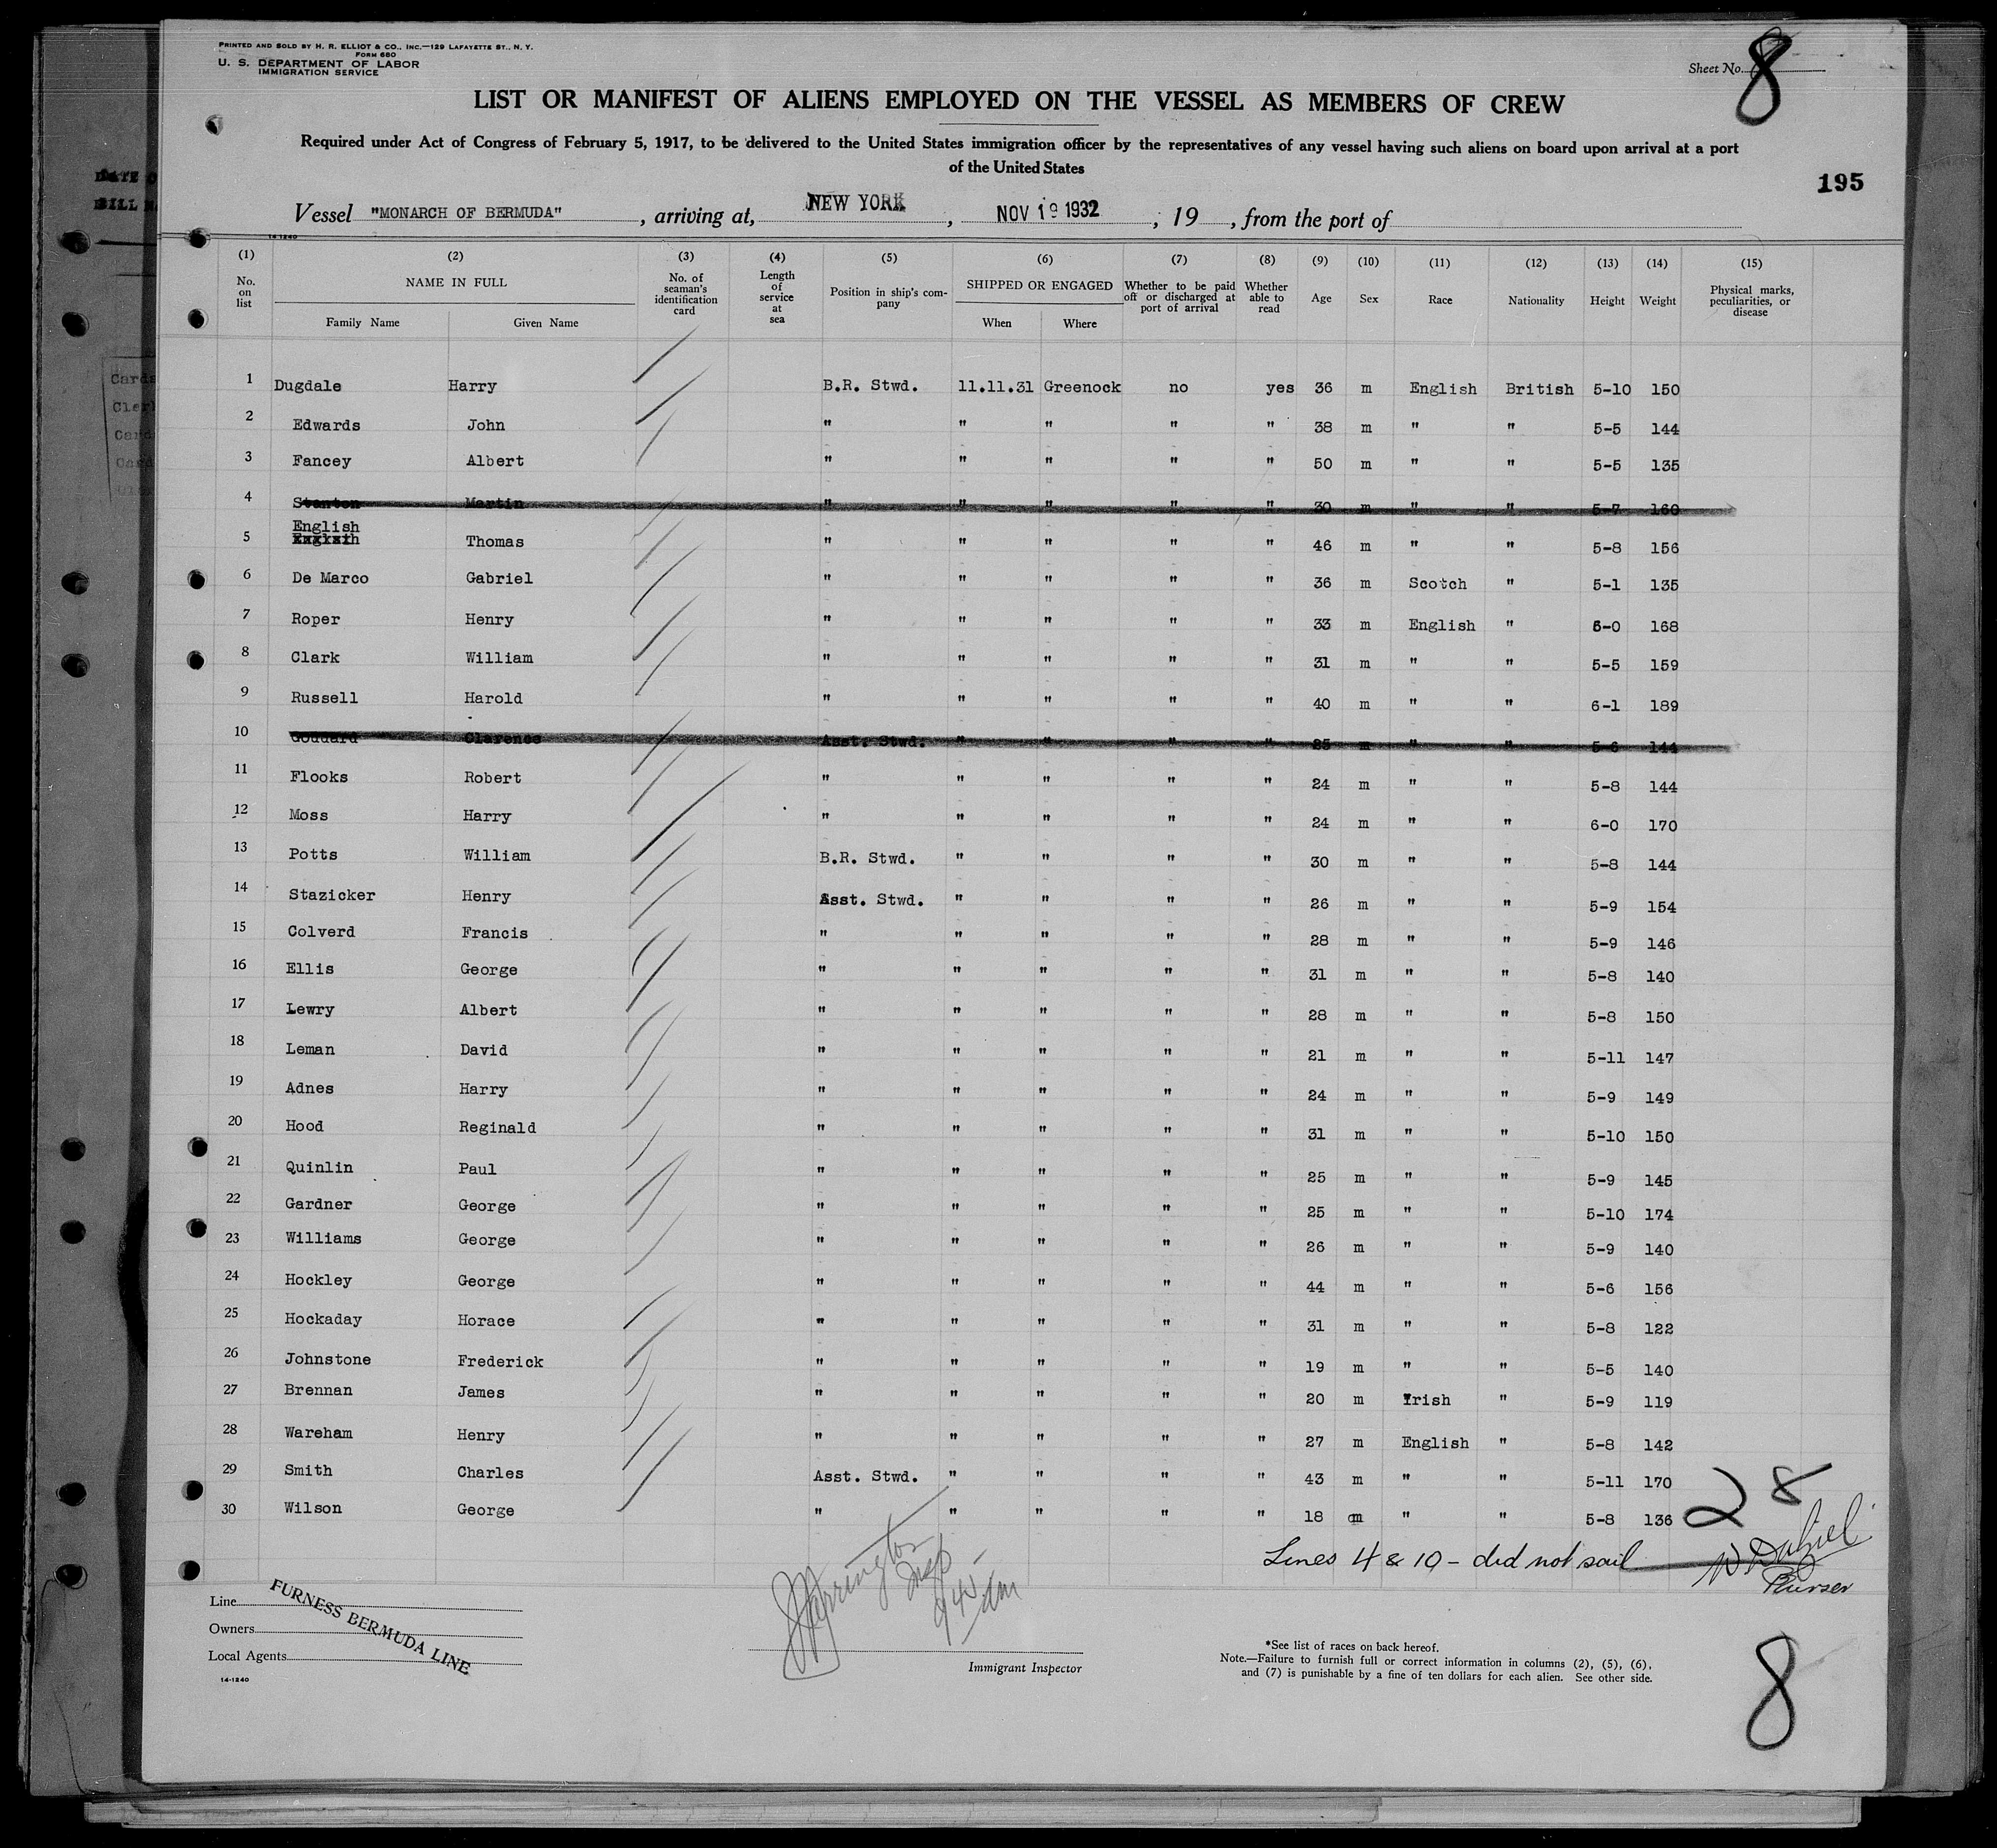 PRINTED AND SOLD BY H. R. ELLIOT & CO., INC.—129 LAFAYETTE ST., N. Y.
FORM 680
U. S. DEPARTMENT OF LABOR
IMMIGRATION SERVICE
Sheet No. 8
LIST OR MANIFEST OF ALIENS EMPLOYED ON THE VESSEL AS MEMBERS OF CREW
Required under Act of Congress of February 5, 1917, to be delivered to the United States immigration officer by the representatives of any vessel having such aliens on board upon arrival at a port
of the United States
195
Vessel "MONARCH OF BERMUDA", arriving at, NEW YORK, NOV 19 1932, 19, from the port of
14-1240
(1) No. on list (2) NAME IN FULL Family Name Given Name (3) No. of seaman's identification card (4) Length of service at sea (5) Position in ship's company (6) SHIPPED OR ENGAGED When Where (7) Whether to be paid off or discharged at port of arrival (8) Whether able to read (9) Age (10) Sex (11) Race (12) Nationality (13) Height (14) Weight (15) Physical marks, peculiarities, or disease
1 Dugdale Harry B.R. Stwd. 11.11.31 Greenock no yes 36 m English British 5-10 150
2 Edwards John " " " " " 38 m " " 5-5 144
3 Fancey Albert " " " " " 50 m " " 5-5 135
4 Stanton Martin " " " " " 30 m " " 5-7 160
English
5 Thomas " " " " " 46 m " " 5-8 156
6 De Marco Gabriel " " " " " 36 m Scotch " 5-1 135
7 Roper Henry " " " " " 33 m English " 6-0 168
8 Clark William " " " " " 31 m " " 5-5 159
9 Russell Harold " " " " " 40 m " " 6-1 189
10 Goddard Clarence Asst. Stwd. " " " " 25 m " " 5-6 144
11 Flooks Robert " " " " " 24 m " " 5-8 144
12 Moss Harry " " " " " 24 m " " 6-0 170
13 Potts William B.R. Stwd. " " " " 30 m " " 5-8 144
14 Stazicker Henry Asst. Stwd. " " " " 26 m " " 5-9 154
15 Colverd Francis " " " " " 28 m " " 5-9 146
16 Ellis George " " " " " 31 m " " 5-8 140
17 Lewry Albert " " " " " 28 m " " 5-8 150
18 Leman David " " " " " 21 m " " 5-11 147
19 Adnes Harry " " " " " 24 m " " 5-9 149
20 Hood Reginald " " " " " 31 m " " 5-10 150
21 Quinlin Paul " " " " " 25 m " " 5-9 145
22 Gardner George " " " " " 25 m " " 5-10 174
23 Williams George " " " " " 26 m " " 5-9 140
24 Hockley George " " " " " 44 m " " 5-6 156
25 Hockaday Horace " " " " " 31 m " " 5-8 122
26 Johnstone Frederick " " " " " 19 m " " 5-5 140
27 Brennan James " " " " " 20 m Irish " 5-9 119
28 Wareham Henry " " " " " 27 m English " 5-8 142
29 Smith Charles Asst. Stwd. " " " " 43 m " " 5-11 170
30 Wilson George " " " " " 18 m " " 5-8 136
28
Lines 4 & 10 - did not sail
Purser
Insp
9 45 am
Line
Owners
Local Agents
FURNESS BERMUDA LINE
14-1240
Immigrant Inspector
*See list of races on back hereof.
Note.—Failure to furnish full or correct information in columns (2), (5), (6),
and (7) is punishable by a fine of ten dollars for each alien. See other side.
8